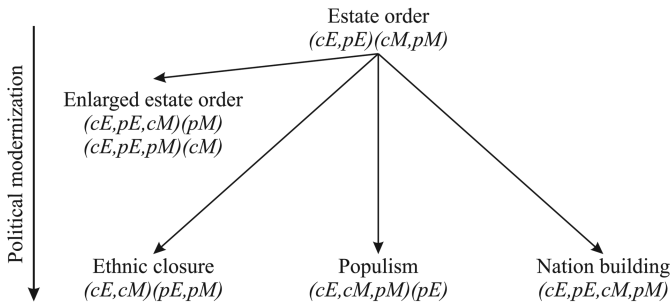 Estate order
(cE,pE)(cM,pM)
Enlarged estate order
(cE,pE,cM)(pM)
(cE,pE,pM)(cM)
Political modernization
Ethnic closure
(cE,cM)(pE,pM)
Populism
(cE,cM,pM)(pE)
Nation building
(cE,pE,cM,pM)